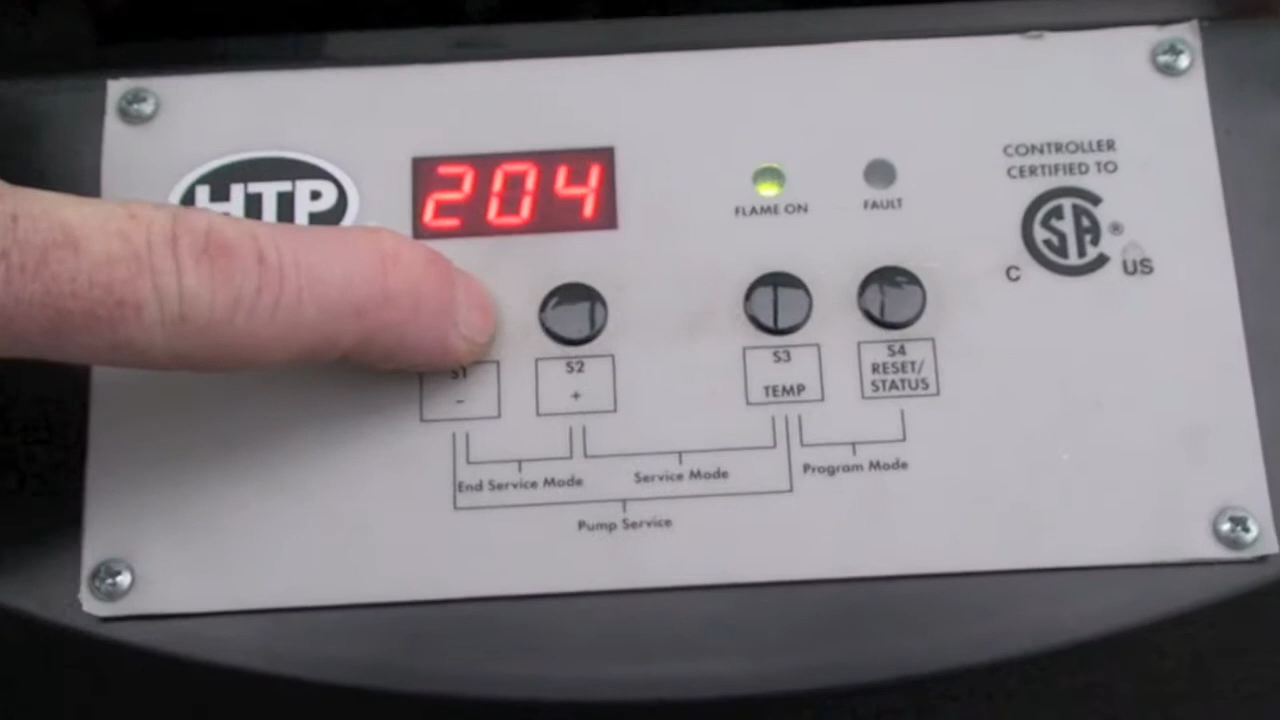 HTP
204
FLAME ON
FAULT
CONTROLLER
CERTIFIED TO
C SA ® US
S1
-
S2
+
S3
TEMP
S4
RESET/
STATUS
End Service Mode
Service Mode
Program Mode
Pump Service